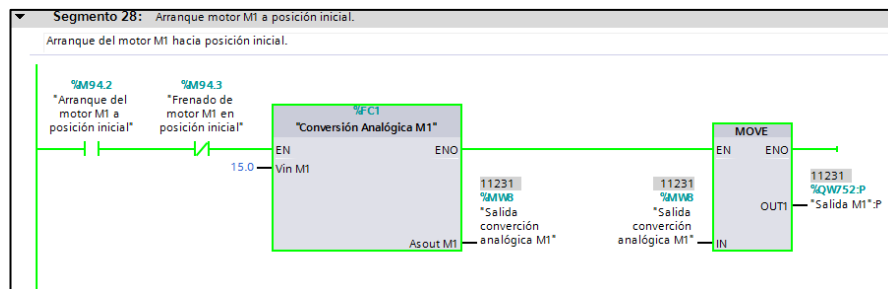 Segmento 28: Arranque motor M1 a posición inicial.
Arranque del motor M1 hacia posición inicial.
%M94.2
"Arranque del
motor M1 a
posición inicial"
%M94.3
"Frenado de
motor M1 en
posición inicial"
%FC1
"Conversión Analógica M1"
EN
ENO
15.0
Vin M1
Asout M1
11231
%MW8
"Salida
converción
analógica M1"
11231
%MW8
"Salida
converción
analógica M1"
MOVE
EN
ENO
IN
OUT1
11231
%QW752:P
"Salida M1":P